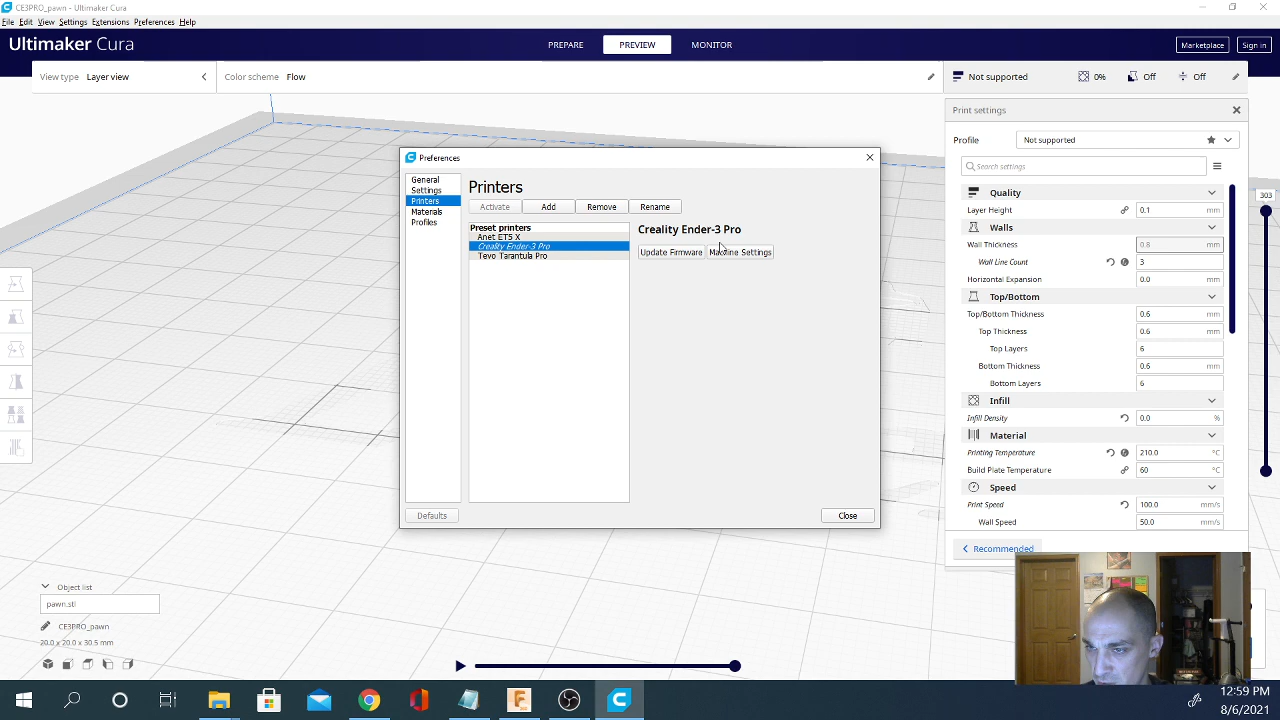 CE3PRO_pawn - Ultimaker Cura
File Edit View Settings Extensions Preferences Help
Ultimaker Cura
PREPARE PREVIEW MONITOR
Marketplace Sign in
View type Layer view
Color scheme Flow
Not supported 0% Off Off
Print settings
Profile Not supported
Search settings
Quality
Layer Height 0.1 mm
Walls
Wall Thickness 0.8 mm
Wall Line Count 3
Horizontal Expansion 0.0 mm
Top/Bottom
Top/Bottom Thickness 0.6 mm
Top Thickness 0.6 mm
Top Layers 6
Bottom Thickness 0.6 mm
Bottom Layers 6
Infill
Infill Density 0.0 %
Material
Printing Temperature 210.0 °C
Build Plate Temperature 60 °C
Speed
Print Speed 100.0 mm/s
Wall Speed 50.0 mm/s
Recommended
303
Preferences
General
Settings
Printers
Materials
Profiles
Printers
Activate Add Remove Rename
Preset printers
Anet ET5 X
Creality Ender-3 Pro
Tevo Tarantula Pro
Creality Ender-3 Pro
Update Firmware Machine Settings
Defaults
Close
Object list
pawn.stl
CE3PRO_pawn
20.0 x 20.0 x 30.5 mm
12:59 PM
8/6/2021